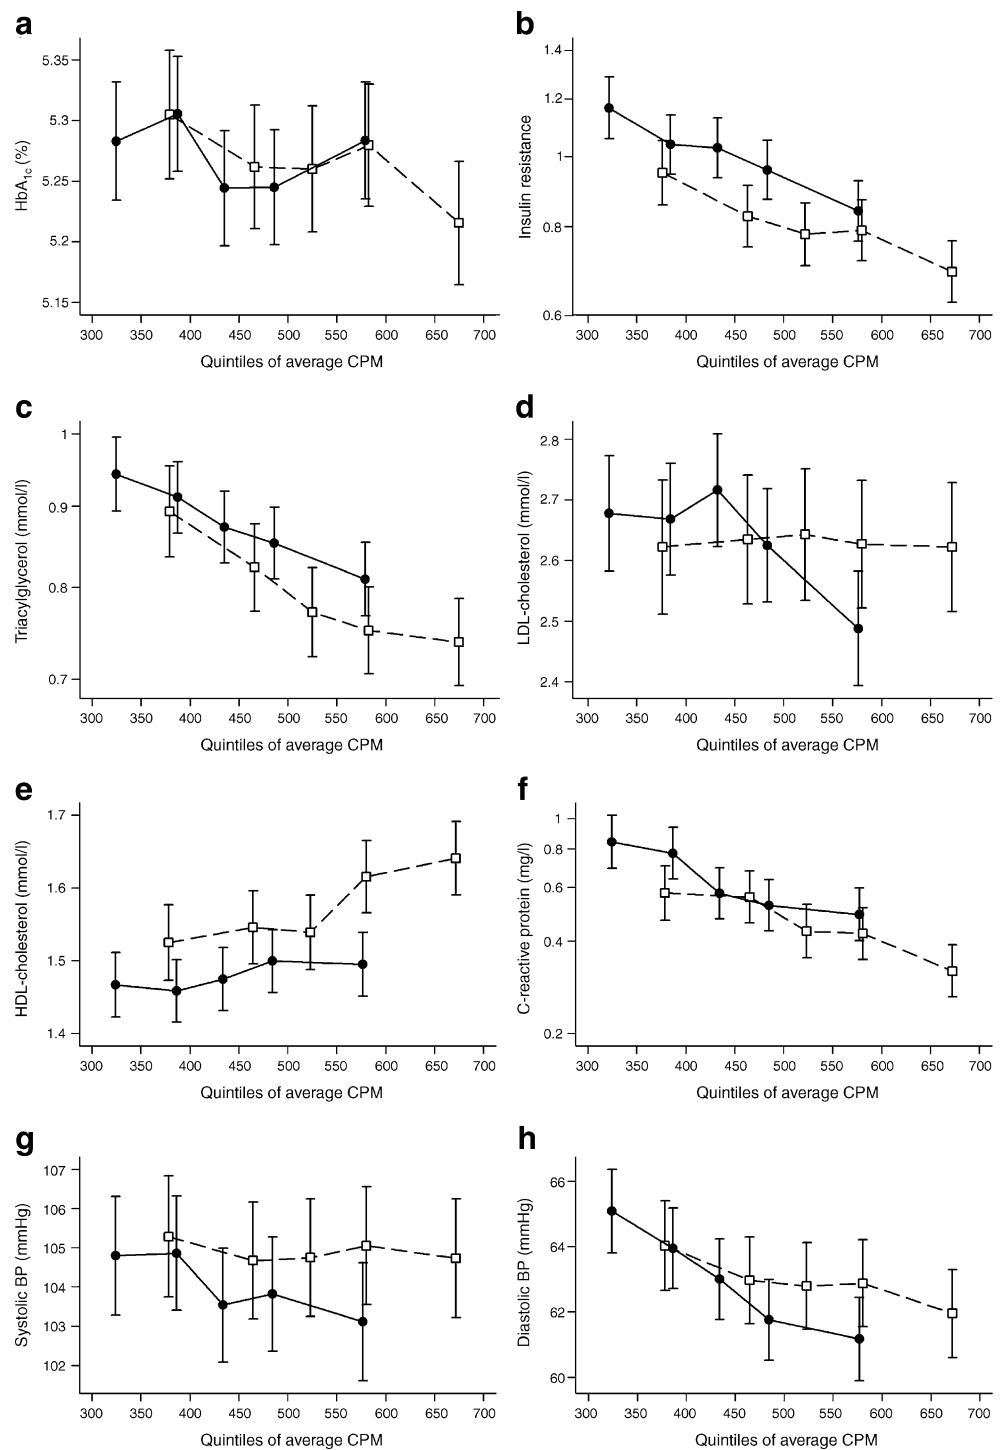 a
HbA1c (%)
5.35
5.3
5.25
5.2
5.15
300 350 400 450 500 550 600 650 700
Quintiles of average CPM
b
Insulin resistance
1.4
1.2
1
0.8
0.6
300 350 400 450 500 550 600 650 700
Quintiles of average CPM
c
Triacylglycerol (mmol/l)
1
0.9
0.8
0.7
300 350 400 450 500 550 600 650 700
Quintiles of average CPM
d
LDL-cholesterol (mmol/l)
2.8
2.7
2.6
2.5
2.4
300 350 400 450 500 550 600 650 700
Quintiles of average CPM
e
HDL-cholesterol (mmol/l)
1.7
1.6
1.5
1.4
300 350 400 450 500 550 600 650 700
Quintiles of average CPM
f
C-reactive protein (mg/l)
1
0.8
0.6
0.4
0.2
300 350 400 450 500 550 600 650 700
Quintiles of average CPM
g
Systolic BP (mmHg)
107
106
105
104
103
102
300 350 400 450 500 550 600 650 700
Quintiles of average CPM
h
Diastolic BP (mmHg)
66
64
62
60
300 350 400 450 500 550 600 650 700
Quintiles of average CPM